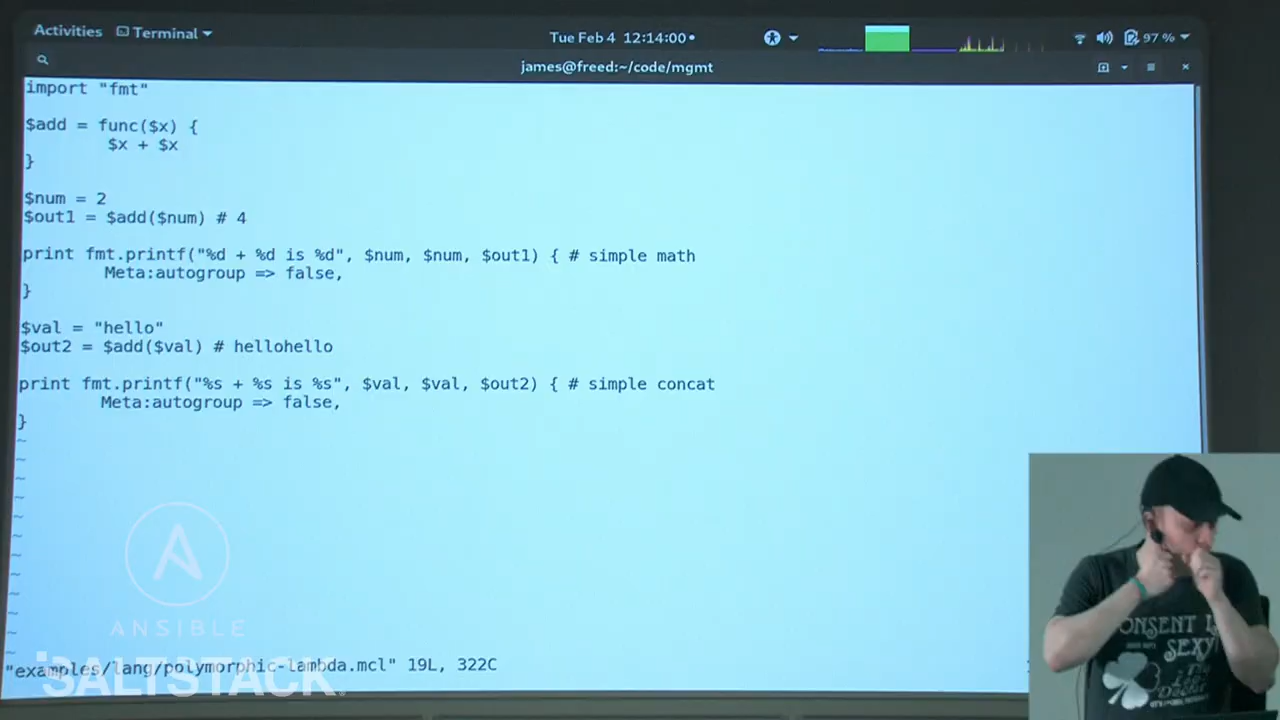 Activities Terminal Tue Feb 4 12:14:00 97 %
james@freed:~/code/mgmt
import "fmt"
$add = func($x) {
$x + $x
}
$num = 2
$out1 = $add($num) # 4
print fmt.printf("%d + %d is %d", $num, $num, $out1) { # simple math
Meta:autogroup => false,
}
$val = "hello"
$out2 = $add($val) # hellohello
print fmt.printf("%s + %s is %s", $val, $val, $out2) { # simple concat
Meta:autogroup => false,
}
~
~
~
~
~
~
~
~
~
~
~
~
ANSIBLE
"examples/lang/polymorphic-lambda.mcl" 19L, 322C
SALTSTACK
CONSENT IS
SEXY